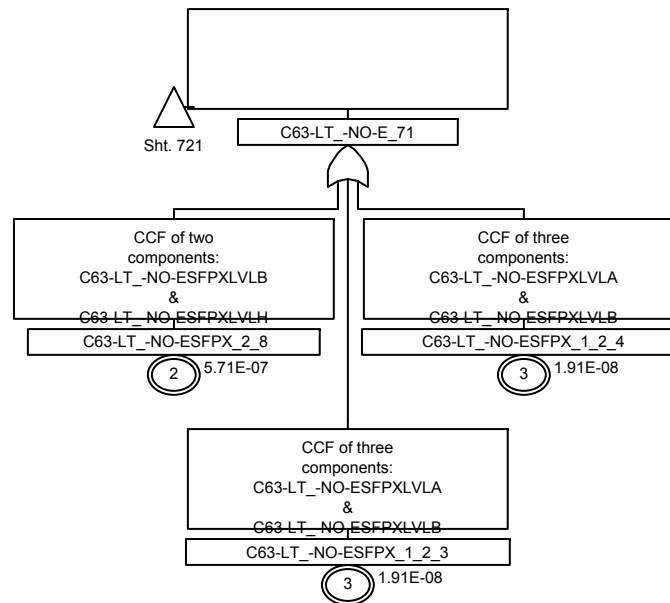 Sht. 721
C63-LT_-NO-E_71
CCF of two
components:
C63-LT_-NO-ESFPXLVLB
&
C63-LT_-NO-ESFPXLVLH
C63-LT_-NO-ESFPX_2_8
2
5.71E-07
CCF of three
components:
C63-LT_-NO-ESFPXLVLA
&
C63-LT_-NO-ESFPXLVLB
C63-LT_-NO-ESFPX_1_2_4
3
1.91E-08
CCF of three
components:
C63-LT_-NO-ESFPXLVLA
&
C63-LT_-NO-ESFPXLVLB
C63-LT_-NO-ESFPX_1_2_3
3
1.91E-08